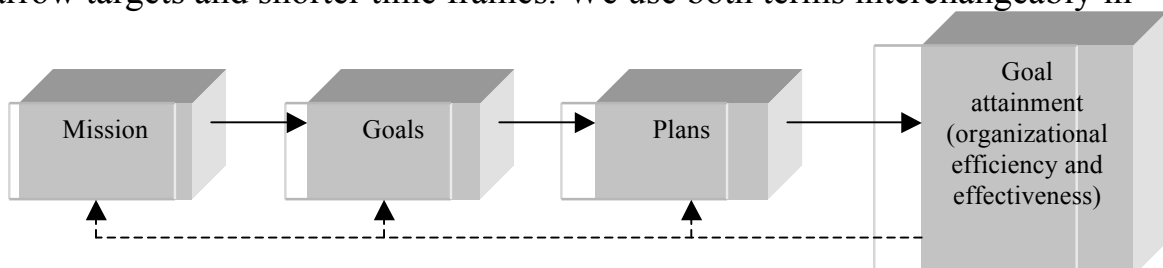 narrow targets and shorter time frames. We use both terms interchangeably in
Mission
Goals
Plans
Goal
attainment
(organizational
efficiency and
effectiveness)